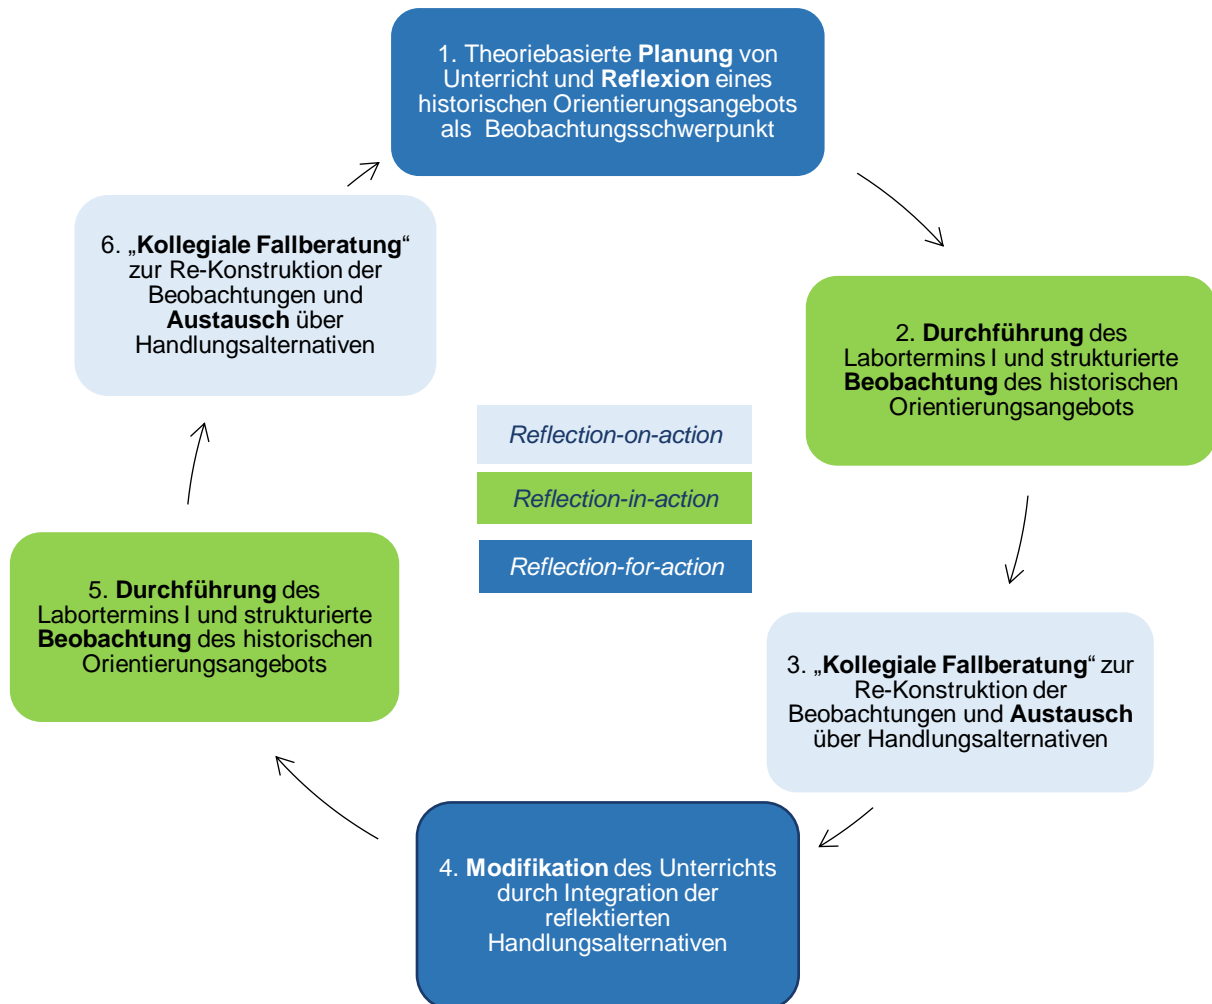 1. Theoriebasierte Planung von
Unterricht und Reflexion eines
historischen Orientierungsangebots
als Beobachtungsschwerpunkt
2. Durchführung des
Labortermins I und strukturierte
Beobachtung des historischen
Orientierungsangebots
3. „Kollegiale Fallberatung“ zur
Re-Konstruktion der
Beobachtungen und Austausch
über Handlungsalternativen
4. Modifikation des Unterrichts
durch Integration der
reflektierten
Handlungsalternativen
5. Durchführung des
Labortermins I und strukturierte
Beobachtung des historischen
Orientierungsangebots
6. „Kollegiale Fallberatung“
zur Re-Konstruktion der
Beobachtungen und
Austausch über
Handlungsalternativen
Reflection-on-action
Reflection-in-action
Reflection-for-action